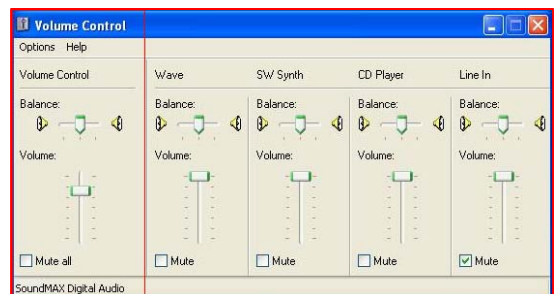 Volume Control
Options Help
Volume Control Wave SW Synth CD Player Line In
Balance: Balance: Balance: Balance: Balance:
Volume: Volume: Volume: Volume: Volume:
Mute all Mute Mute Mute Mute
SoundMAX Digital Audio